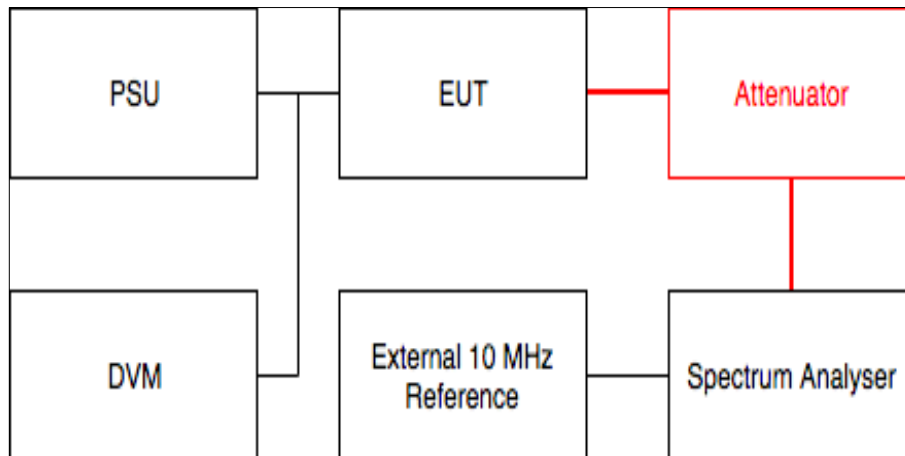 PSU
EUT
Attenuator
DVM
External 10 MHz
Reference
Spectrum Analyser